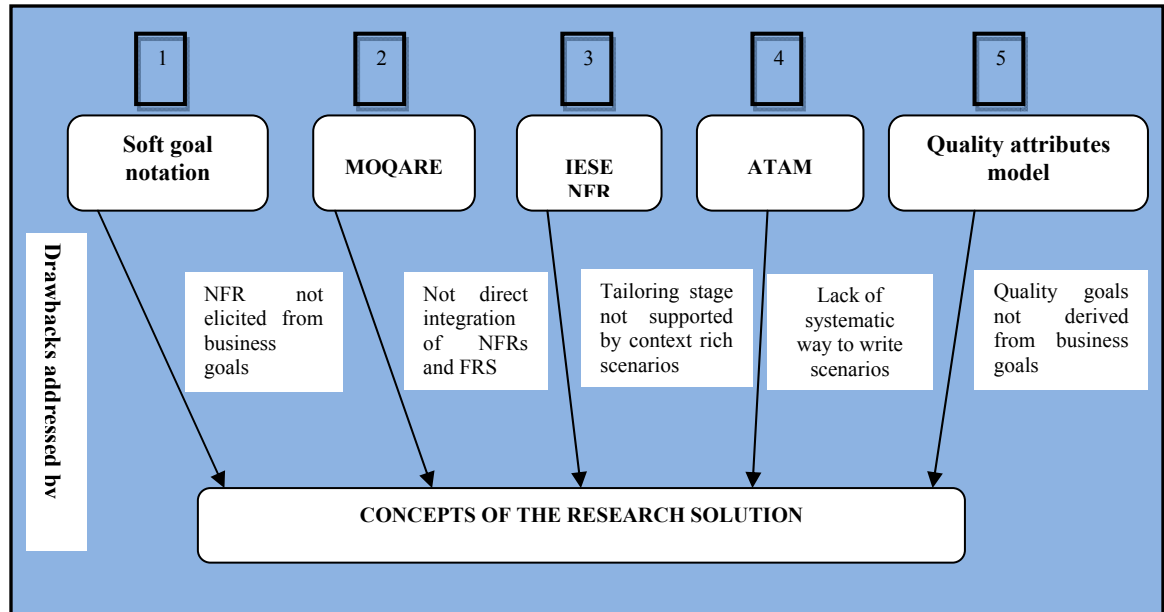 1
2
3
4
5
Soft goal
notation
MOQARE
IESE
NFR
ATAM
Quality attributes
model
Drawbacks addressed by
NFR not
elicited from
business
goals
Not direct
integration
of NFRs
and FRS
Tailoring stage
not supported
by context rich
scenarios
Lack of
systematic
way to write
scenarios
Quality goals
not derived
from business
goals
CONCEPTS OF THE RESEARCH SOLUTION